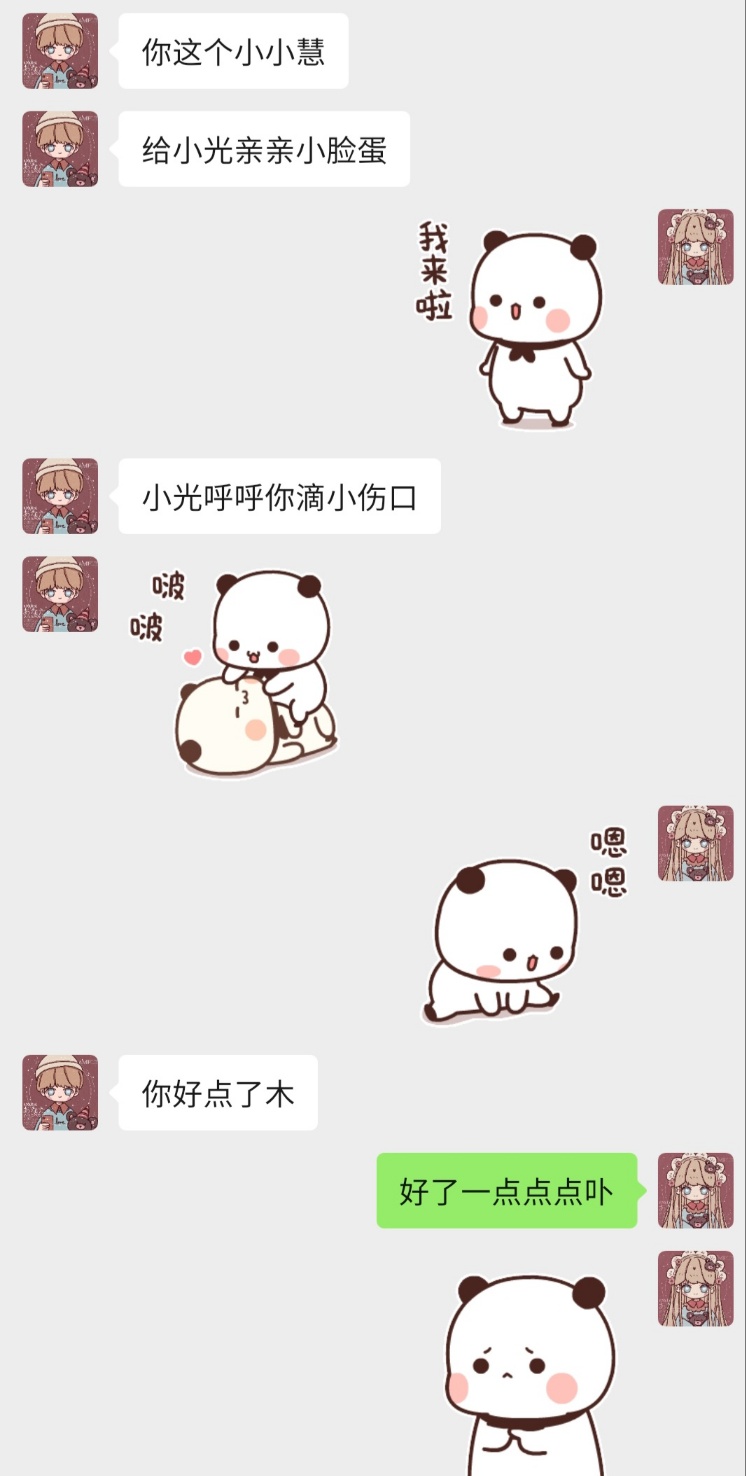 你这个小小慧
给小光亲亲小脸蛋
我来啦
小光呼呼你滴小伤口
啵
啵
嗯
嗯
你好点了木
好了一点点点卟